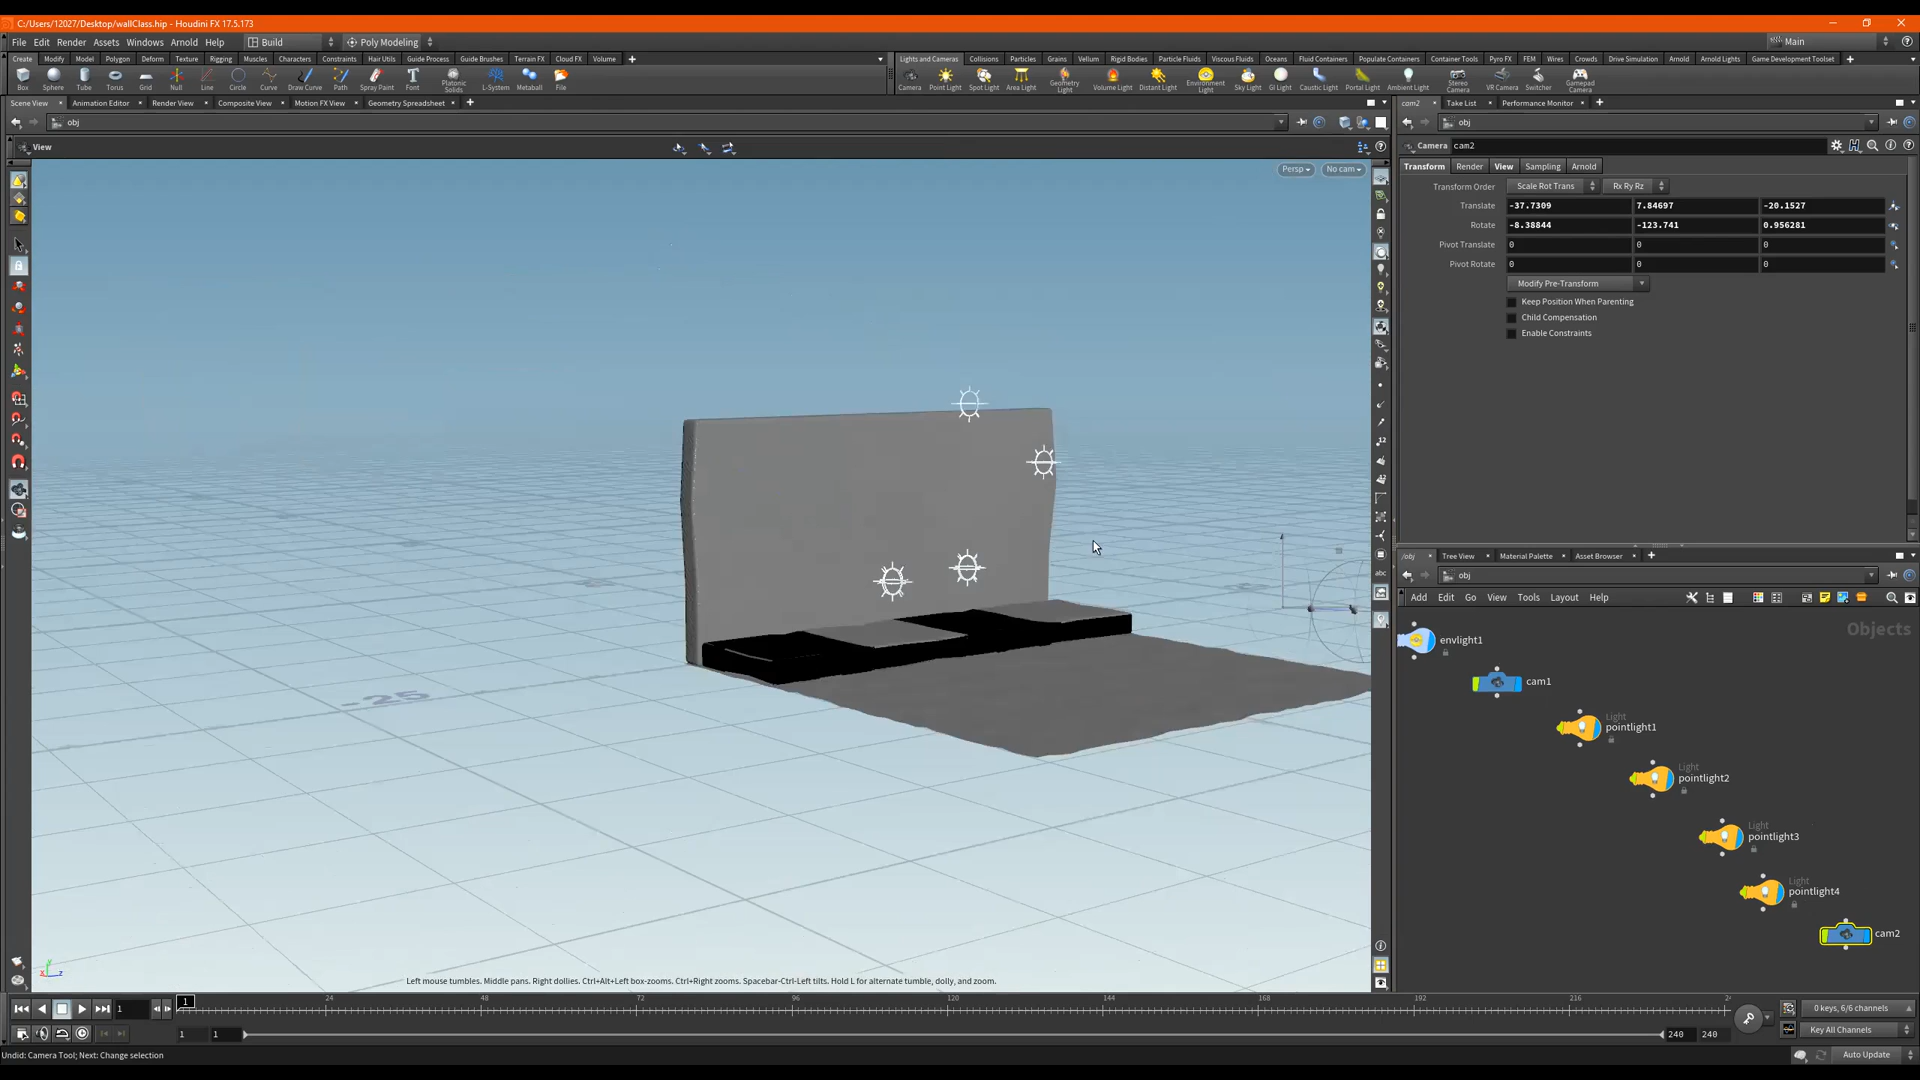 C:/Users/12027/Desktop/wallClass.hip - Houdini FX 17.5.173
File Edit Render Assets Windows Arnold Help Build Poly Modeling Main
Create Modify Model Polygon Deform Texture Rigging Muscles Characters Constraints Hair Utils Guide Process Guide Brushes Terrain FX Cloud FX Volume
Lights and Cameras Collisions Particles Grains Vellum Rigid Bodies Particle Fluids Viscous Fluids Oceans Fluid Containers Populate Containers Container Tools Pyro FX FEM Wires Crowds Drive Simulation Arnold Arnold Lights Game Development Toolset
Box Sphere Tube Torus Grid Null Line Circle Curve Draw Curve Path Spray Paint Font Platonic Solids L-System Metaball File
Camera Point Light Spot Light Area Light Geometry Light Volume Light Distant Light Environment Light Sky Light GI Light Caustic Light Portal Light Ambient Light Stereo Camera VR Camera Switcher Gamepad Camera
Scene View Animation Editor Render View Composite View Motion FX View Geometry Spreadsheet
cam2 Take List Performance Monitor
obj
obj
View
Camera cam2
Persp No cam
Transform Render View Sampling Arnold
Transform Order Scale Rot Trans Rx Ry Rz
Translate -37.7309 7.84697 -20.1527
Rotate -8.38844 -123.741 0.956281
Pivot Translate 0 0 0
Pivot Rotate 0 0 0
Modify Pre-Transform
Keep Position When Parenting
Child Compensation
Enable Constraints
/obj Tree View Material Palette Asset Browser
obj
Add Edit Go View Tools Layout Help
Objects
envlight1
cam1
Light
pointlight1
Light
pointlight2
Light
pointlight3
Light
pointlight4
cam2
-25
abc
12
Left mouse tumbles. Middle pans. Right dollies. Ctrl+Alt+Left box-zooms. Ctrl+Right zooms. Spacebar-Ctrl-Left tilts. Hold L for alternate tumble, dolly, and zoom.
1 1 24 48 72 96 120 144 168 192 216
0 keys, 6/6 channels
1 1 240 240
Key All Channels
Undid: Camera Tool; Next: Change selection
Auto Update